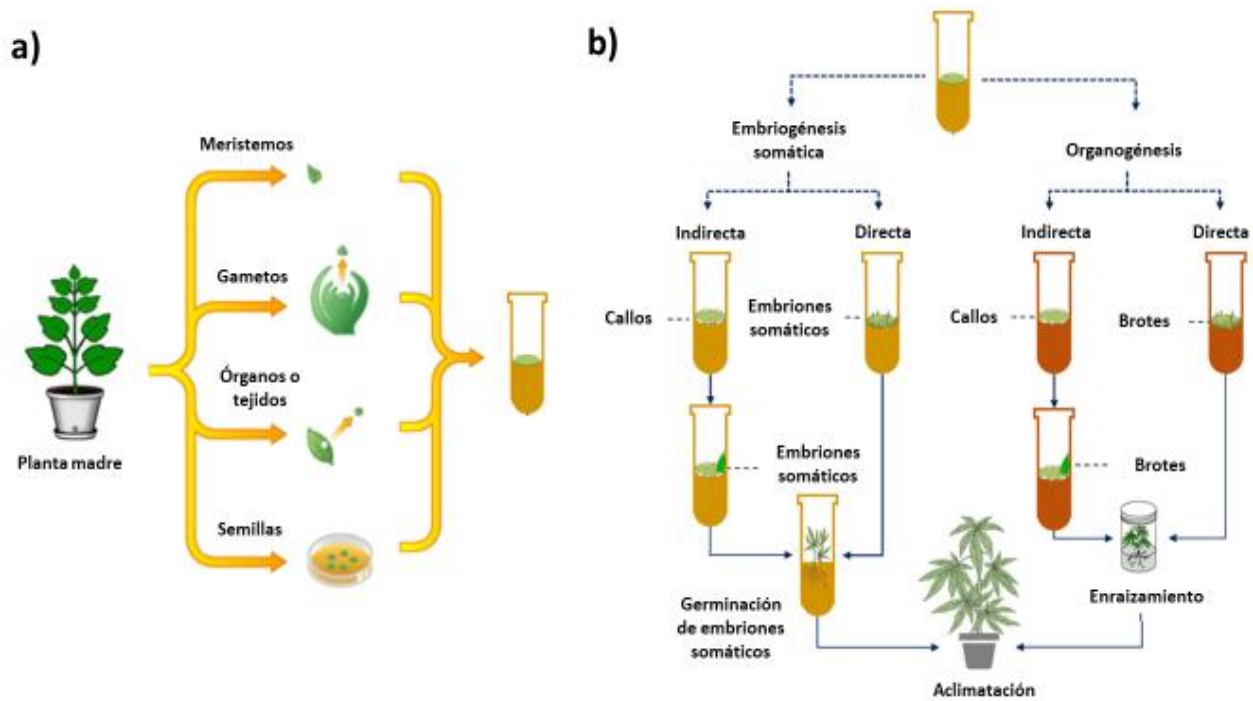 a)
Meristemos
Gametos
Órganos o
tejidos
Planta madre
Semillas
b)
Embriogénesis
somática
Organogénesis
Indirecta
Directa
Indirecta
Directa
Callos
Embriones
somáticos
Callos
Brotes
Embriones
somáticos
Brotes
Germinación
de embriones
somáticos
Enraizamiento
Aclimatación